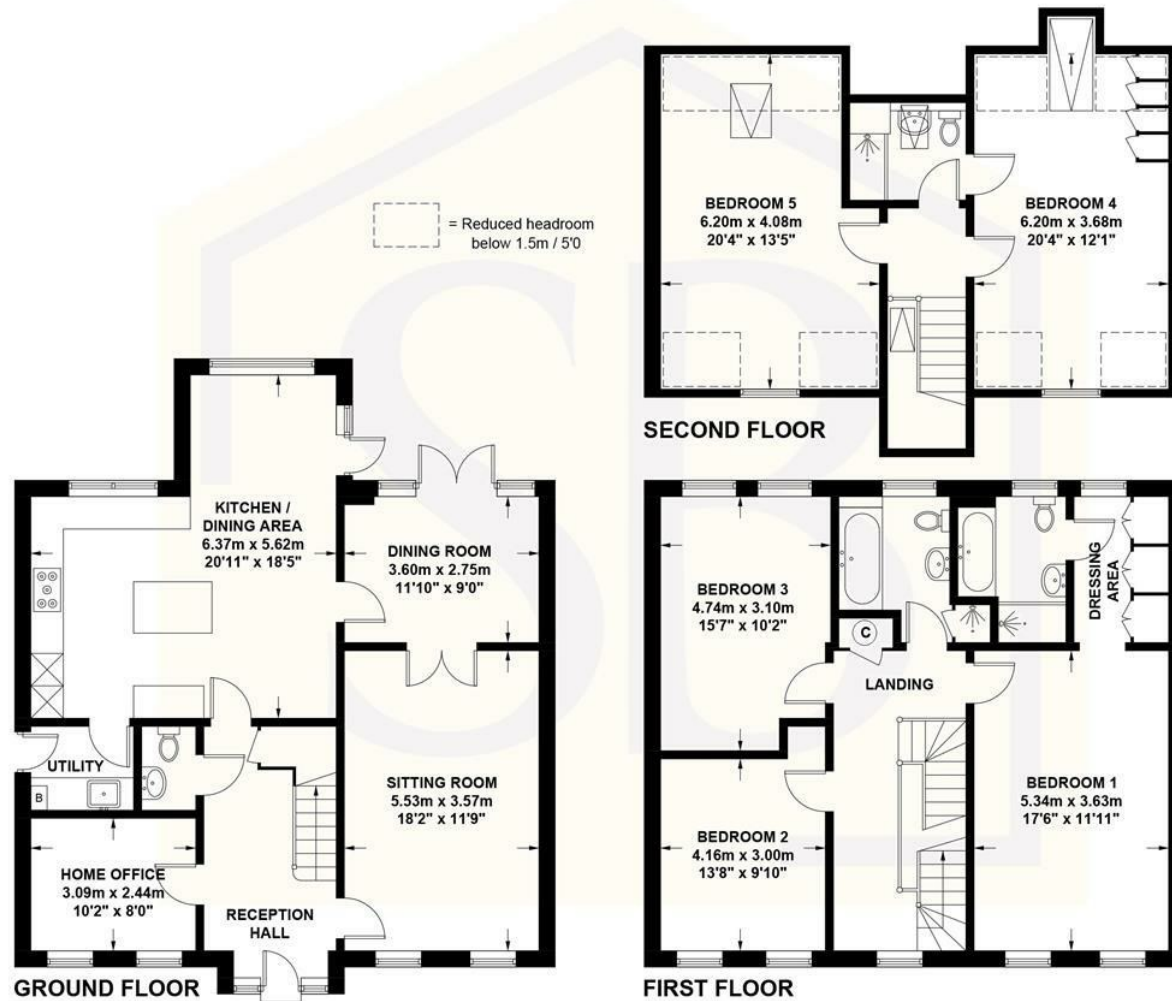 = Reduced headroom
below 1.5m / 5'0
BEDROOM 5
6.20m x 4.08m
20'4" x 13'5"
BEDROOM 4
6.20m x 3.68m
20'4" x 12'1"
SECOND FLOOR
KITCHEN /
DINING AREA
6.37m x 5.62m
20'11" x 18'5"
DINING ROOM
3.60m x 2.75m
11'10" x 9'0"
UTILITY
B
SITTING ROOM
5.53m x 3.57m
18'2" x 11'9"
HOME OFFICE
3.09m x 2.44m
10'2" x 8'0"
RECEPTION
HALL
GROUND FLOOR
BEDROOM 3
4.74m x 3.10m
15'7" x 10'2"
C
DRESSING
AREA
LANDING
BEDROOM 2
4.16m x 3.00m
13'8" x 9'10"
BEDROOM 1
5.34m x 3.63m
17'6" x 11'11"
FIRST FLOOR
SB